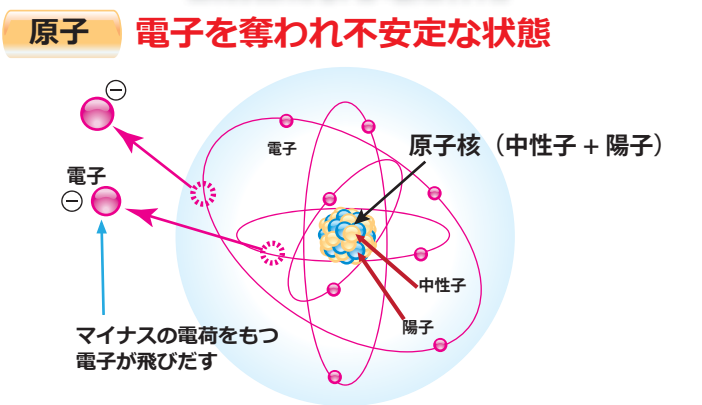 原子
電子を奪われ不安定な状態
電子
原子核（中性子＋陽子）
電子
中性子
陽子
マイナスの電荷をもつ
電子が飛びだす